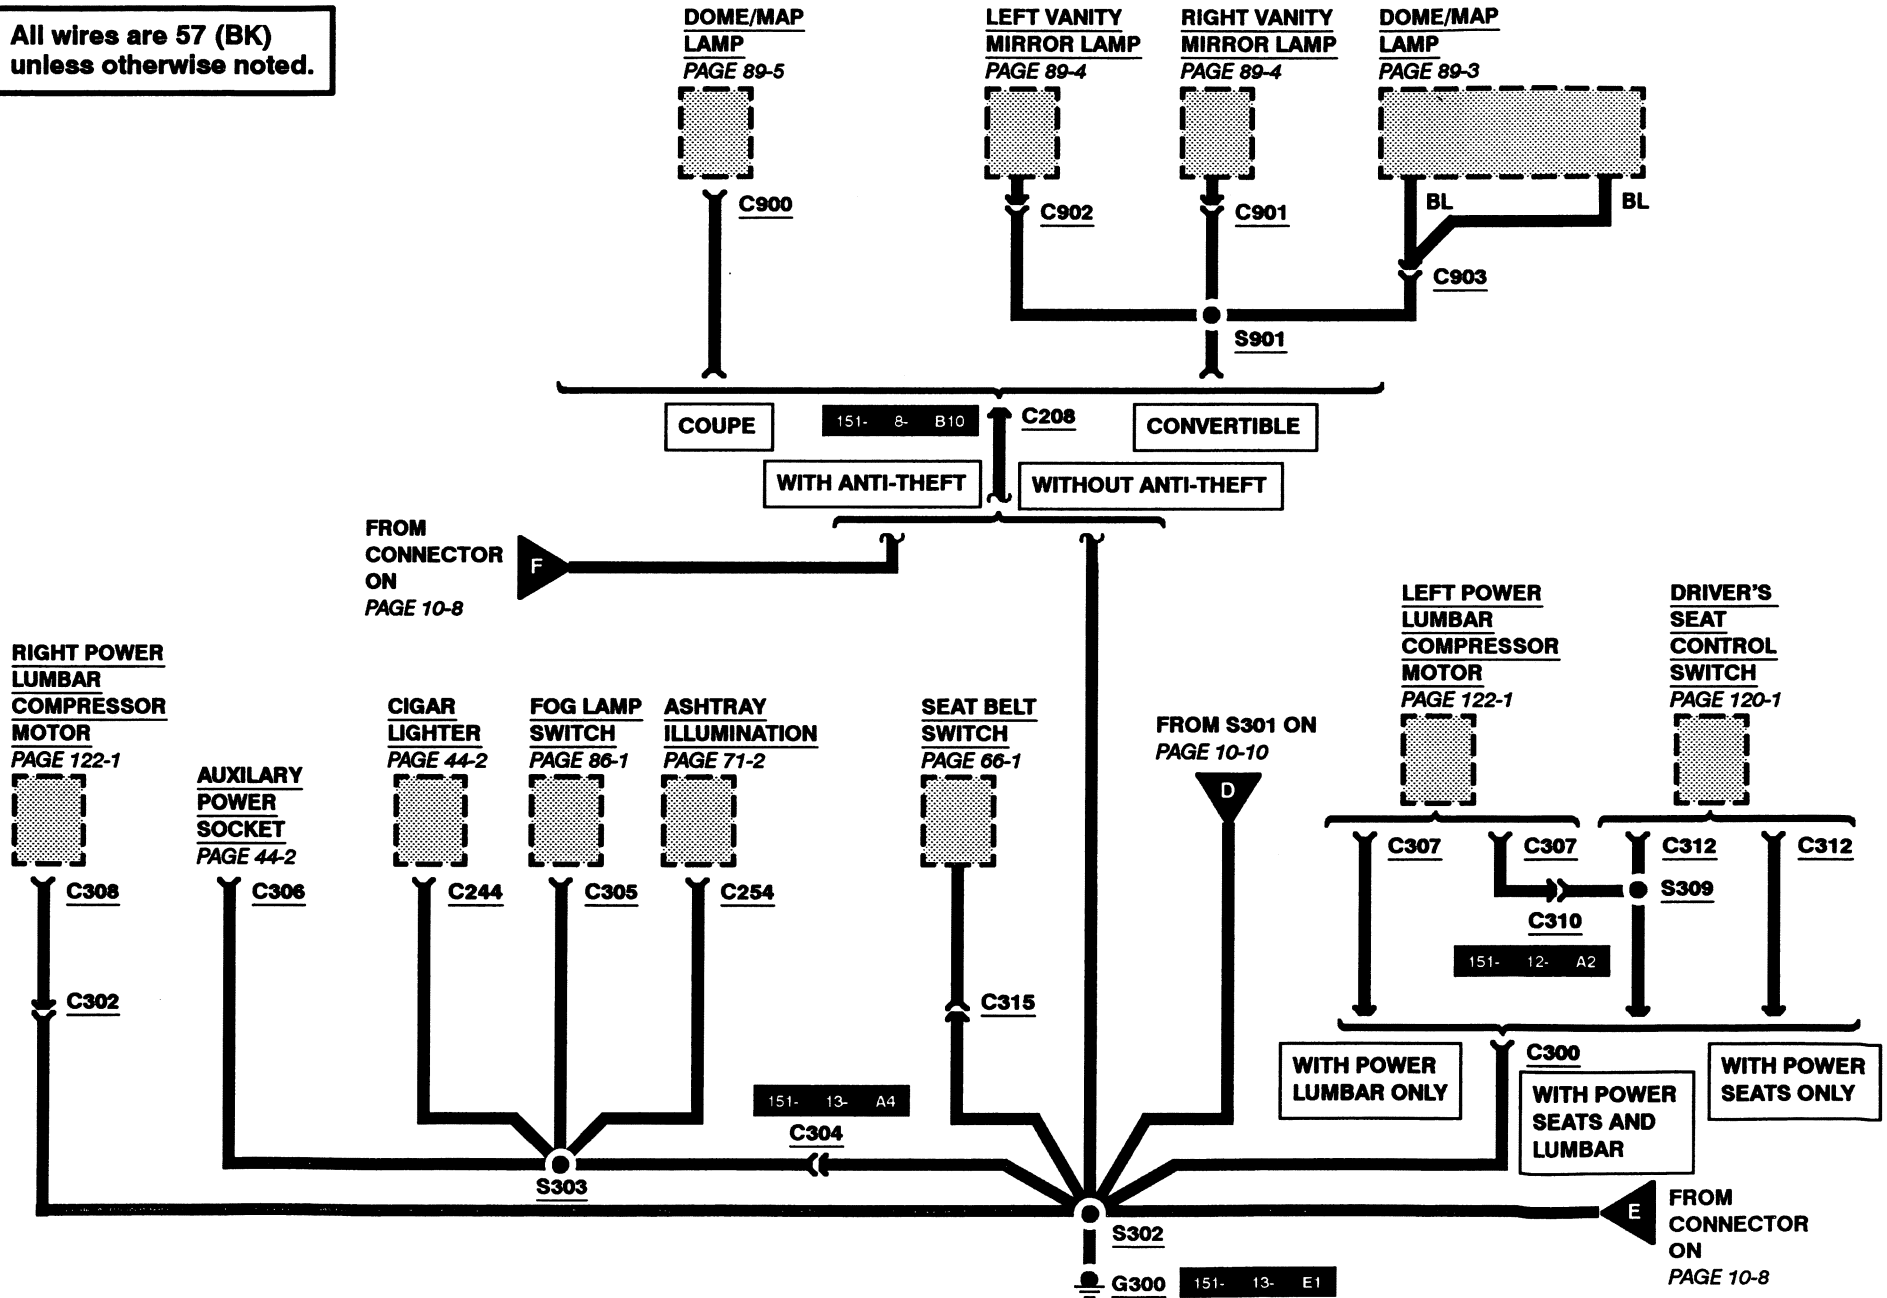 All wires are 57 (BK)
unless otherwise noted.
DOME/MAP
LAMP
PAGE 89-5
LEFT VANITY
MIRROR LAMP
PAGE 89-4
RIGHT VANITY
MIRROR LAMP
PAGE 89-4
DOME/MAP
LAMP
PAGE 89-3
C900
C902
C901
BL
BL
C903
S901
COUPE
151- 8- B10
C208
CONVERTIBLE
WITH ANTI-THEFT
WITHOUT ANTI-THEFT
FROM
CONNECTOR
ON
PAGE 10-8
F
RIGHT POWER
LUMBAR
COMPRESSOR
MOTOR
PAGE 122-1
AUXILARY
POWER
SOCKET
PAGE 44-2
CIGAR
LIGHTER
PAGE 44-2
FOG LAMP
SWITCH
PAGE 86-1
ASHTRAY
ILLUMINATION
PAGE 71-2
SEAT BELT
SWITCH
PAGE 66-1
FROM S301 ON
PAGE 10-10
D
LEFT POWER
LUMBAR
COMPRESSOR
MOTOR
PAGE 122-1
DRIVER'S
SEAT
CONTROL
SWITCH
PAGE 120-1
C308
C306
C244
C305
C254
C307
C307
C312
C312
S309
C310
151- 12- A2
C302
C315
C300
WITH POWER
LUMBAR ONLY
WITH POWER
SEATS AND
LUMBAR
WITH POWER
SEATS ONLY
151- 13- A4
C304
S303
S302
E
FROM
CONNECTOR
ON
PAGE 10-8
G300
151- 13- E1